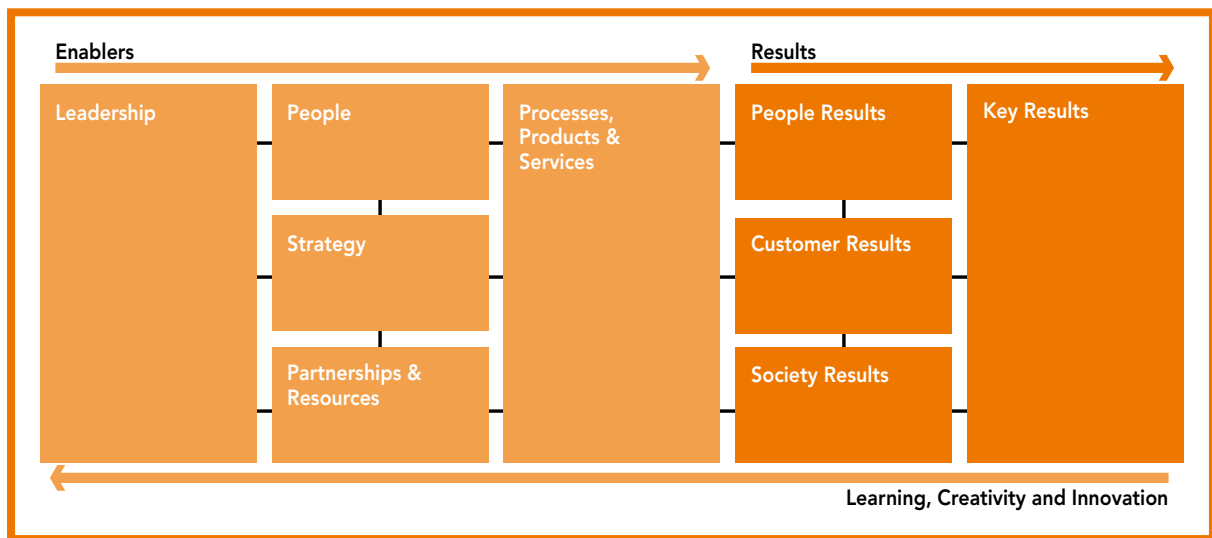 Enablers
Results
Leadership
People
Processes,
Products &
Services
People Results
Key Results
Strategy
Customer Results
Partnerships &
Resources
Society Results
Learning, Creativity and Innovation